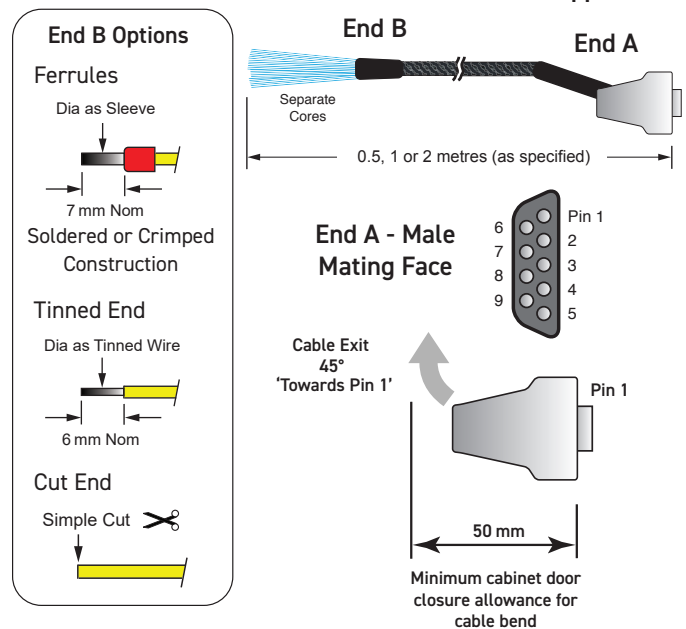 End B Options
Ferrules
Dia as Sleeve
7 mm Nom
Soldered or Crimped
Construction
Tinned End
Dia as Tinned Wire
6 mm Nom
Cut End
Simple Cut
End B
End A
Separate
Cores
0.5, 1 or 2 metres (as specified)
End A - Male
Mating Face
Pin 1
6
2
7
3
8
4
9
5
Cable Exit
45°
'Towards Pin 1'
Pin 1
50 mm
Minimum cabinet door
closure allowance for
cable bend